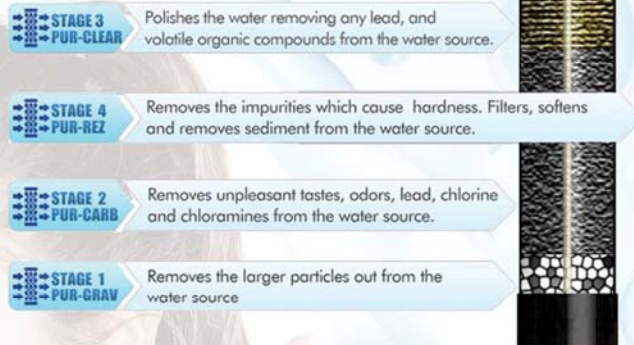 STAGE 3
PUR-CLEAR
Polishes the water removing any lead, and
volatile organic compounds from the water source.
STAGE 4
PUR-REZ
Removes the impurities which cause hardness. Filters, softens
and removes sediment from the water source.
STAGE 2
PUR-CARB
Removes unpleasant tastes, odors, lead, chlorine
and chloramines from the water source.
STAGE 1
PUR-GRAV
Removes the larger particles out from the
water source